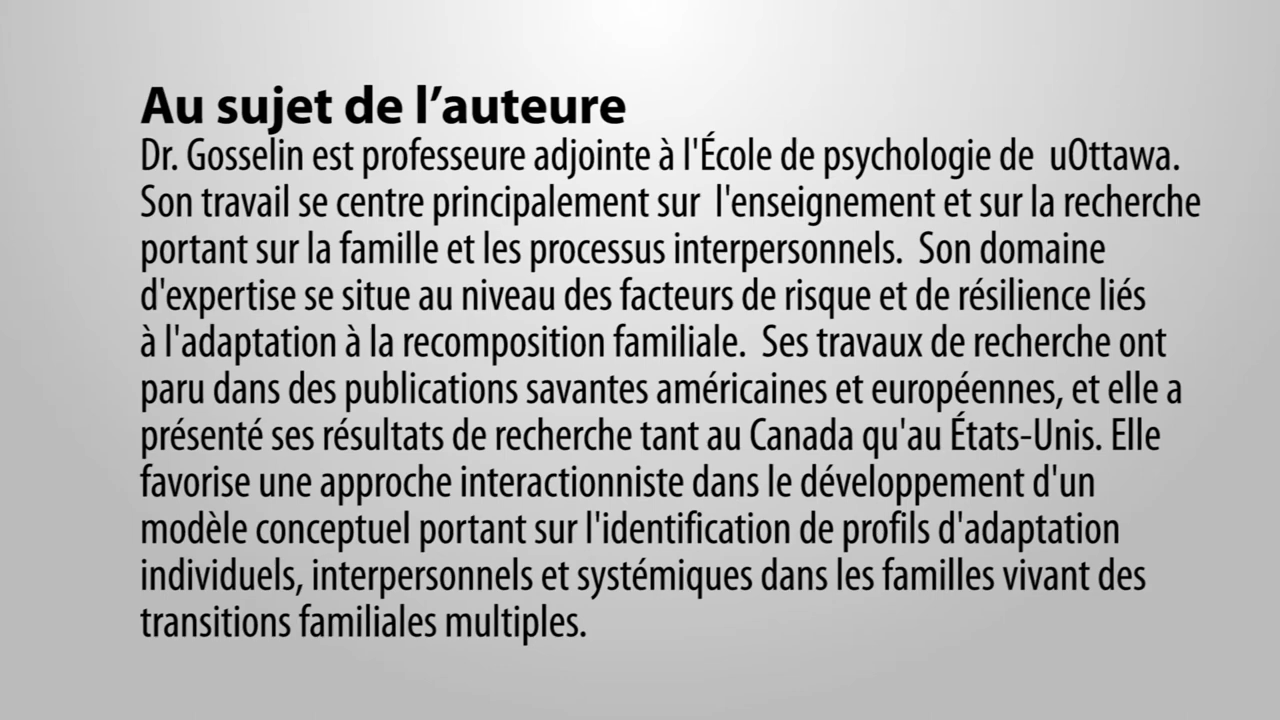 Au sujet de l’auteure
Dr. Gosselin est professeure adjointe à l'École de psychologie de  uOttawa.
Son travail se centre principalement sur  l'enseignement et sur la recherche
portant sur la famille et les processus interpersonnels.  Son domaine
d'expertise se situe au niveau des facteurs de risque et de résilience liés
à l'adaptation à la recomposition familiale.  Ses travaux de recherche ont
paru dans des publications savantes américaines et européennes, et elle a
présenté ses résultats de recherche tant au Canada qu'au États-Unis. Elle
favorise une approche interactionniste dans le développement d'un
modèle conceptuel portant sur l'identification de profils d'adaptation
individuels, interpersonnels et systémiques dans les familles vivant des
transitions familiales multiples.